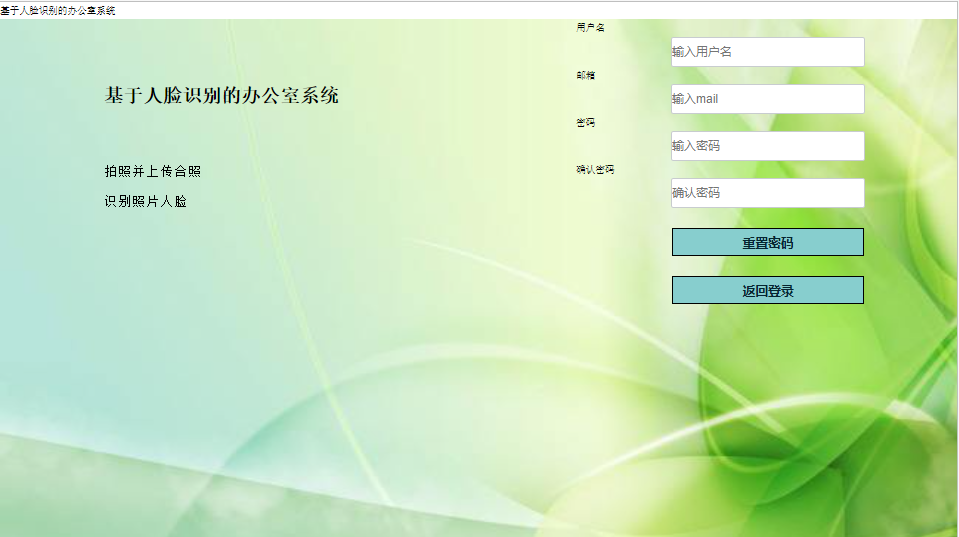 基于人脸识别的办公室系统
基于人脸识别的办公室系统
拍照并上传合照
识别照片人脸
用户名
输入用户名
邮箱
输入mail
密码
输入密码
确认密码
确认密码
重置密码
返回登录